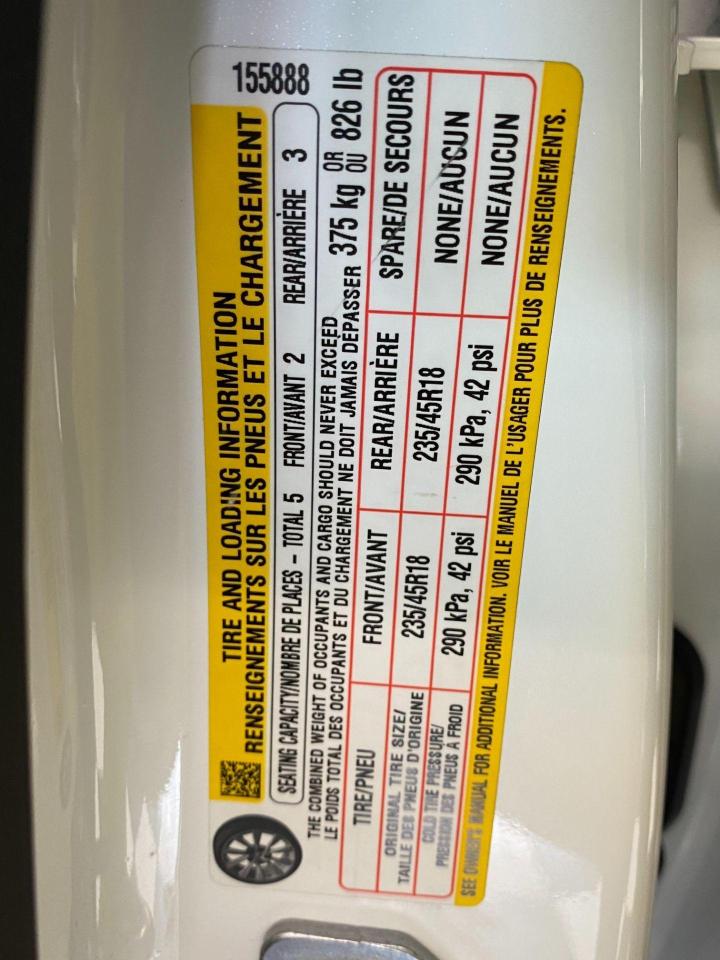 155888
TIRE AND LOADING INFORMATION
RENSEIGNEMENTS SUR LES PNEUS ET LE CHARGEMENT
SEATING CAPACITY/NOMBRE DE PLACES – TOTAL 5 FRONT/AVANT 2 REAR/ARRIÈRE 3
THE COMBINED WEIGHT OF OCCUPANTS AND CARGO SHOULD NEVER EXCEED
LE POIDS TOTAL DES OCCUPANTS ET DU CHARGEMENT NE DOIT JAMAIS DÉPASSER 375 kg OR OU 826 lb
TIRE/PNEU FRONT/AVANT REAR/ARRIÈRE SPARE/DE SECOURS
ORIGINAL TIRE SIZE/
TAILLE DES PNEUS D'ORIGINE 235/45R18 235/45R18 NONE/AUCUN
COLD TIRE PRESSURE/
PRESSION DES PNEUS À FROID 290 kPa, 42 psi 290 kPa, 42 psi NONE/AUCUN
SEE OWNER'S MANUAL FOR ADDITIONAL INFORMATION. VOIR LE MANUEL DE L'USAGER POUR PLUS DE RENSEIGNEMENTS.